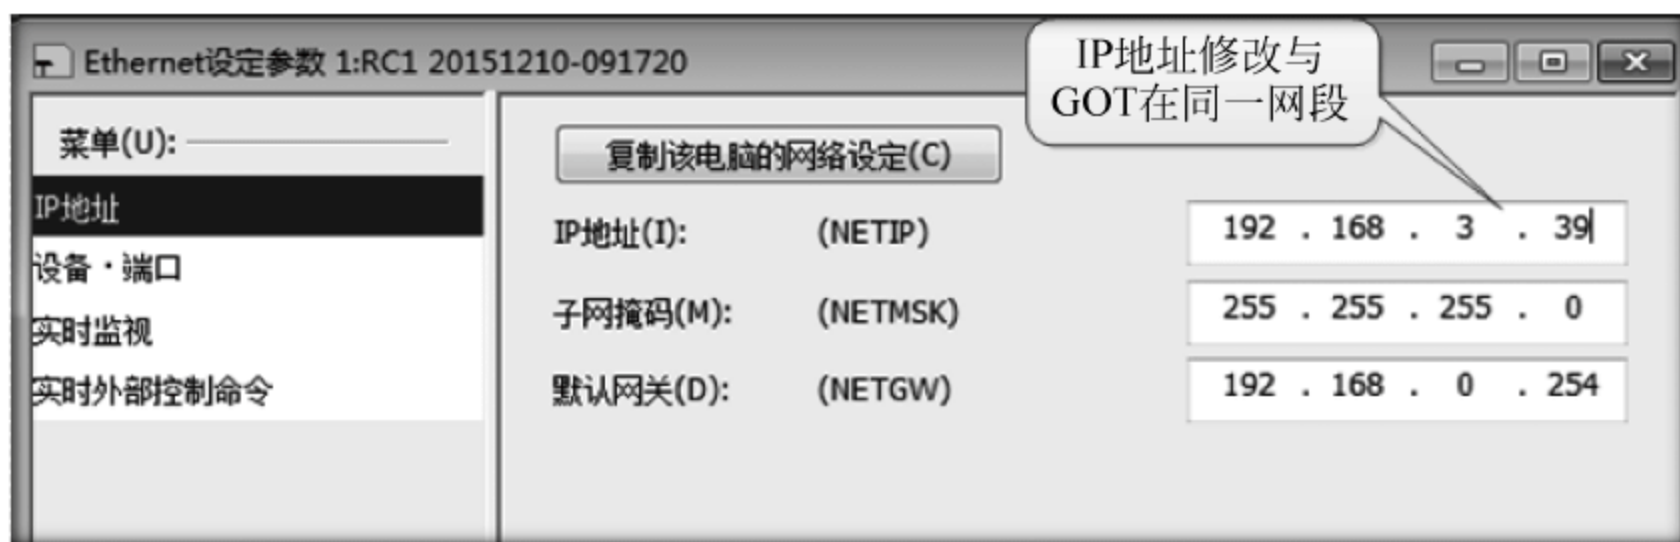 Ethernet设定参数 1:RC1 20151210-091720
IP地址修改与
GOT在同一网段
菜单(U):
IP地址
设备・端口
实时监视
实时外部控制命令
复制该电脑的网络设定(C)
IP地址(I): (NETIP) 192 . 168 . 3 . 39
子网掩码(M): (NETMSK) 255 . 255 . 255 . 0
默认网关(D): (NETGW) 192 . 168 . 0 . 254